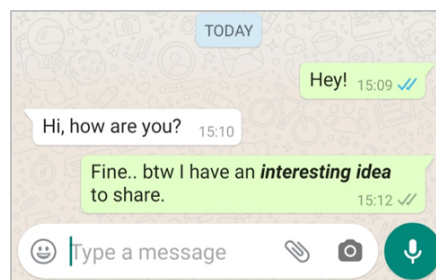 TODAY
Hey! 15:09
Hi, how are you? 15:10
Fine.. btw I have an interesting idea
to share. 15:12
Type a message